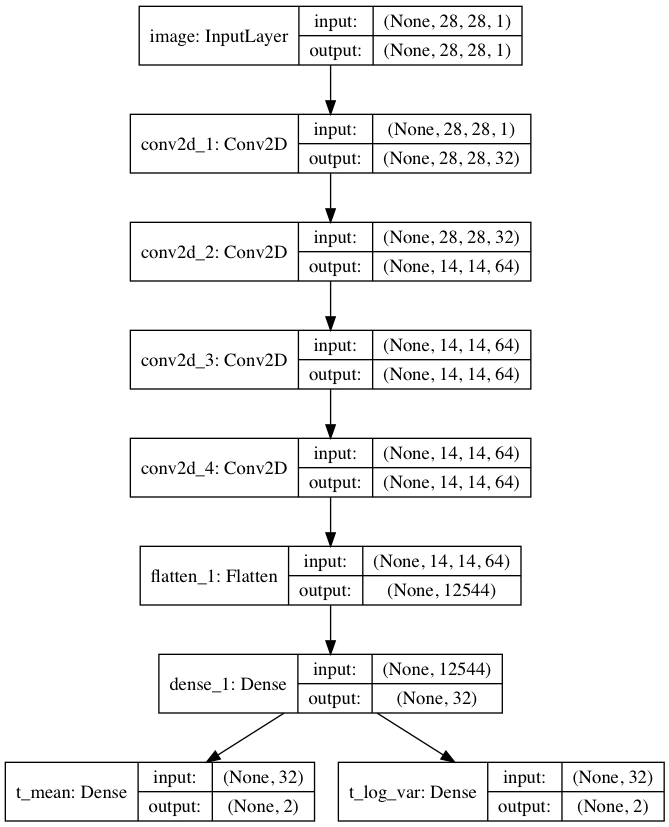 image: InputLayer
input: (None, 28, 28, 1)
output: (None, 28, 28, 1)
conv2d_1: Conv2D
input: (None, 28, 28, 1)
output: (None, 28, 28, 32)
conv2d_2: Conv2D
input: (None, 28, 28, 32)
output: (None, 14, 14, 64)
conv2d_3: Conv2D
input: (None, 14, 14, 64)
output: (None, 14, 14, 64)
conv2d_4: Conv2D
input: (None, 14, 14, 64)
output: (None, 14, 14, 64)
flatten_1: Flatten
input: (None, 14, 14, 64)
output: (None, 12544)
dense_1: Dense
input: (None, 12544)
output: (None, 32)
t_mean: Dense
input: (None, 32)
output: (None, 2)
t_log_var: Dense
input: (None, 32)
output: (None, 2)